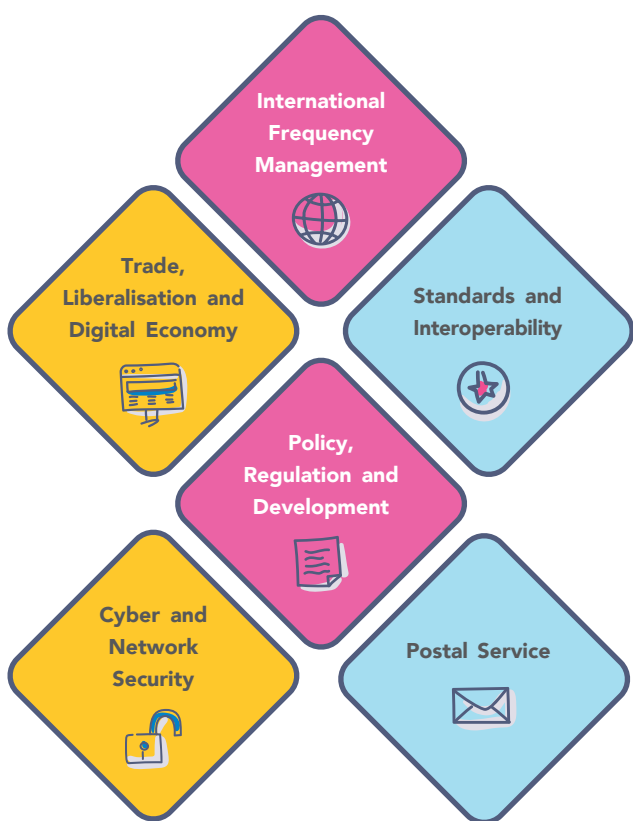 International
Frequency
Management
Trade,
Liberalisation and
Digital Economy
Standards and
Interoperability
Policy,
Regulation and
Development
Cyber and
Network
Security
Postal Service